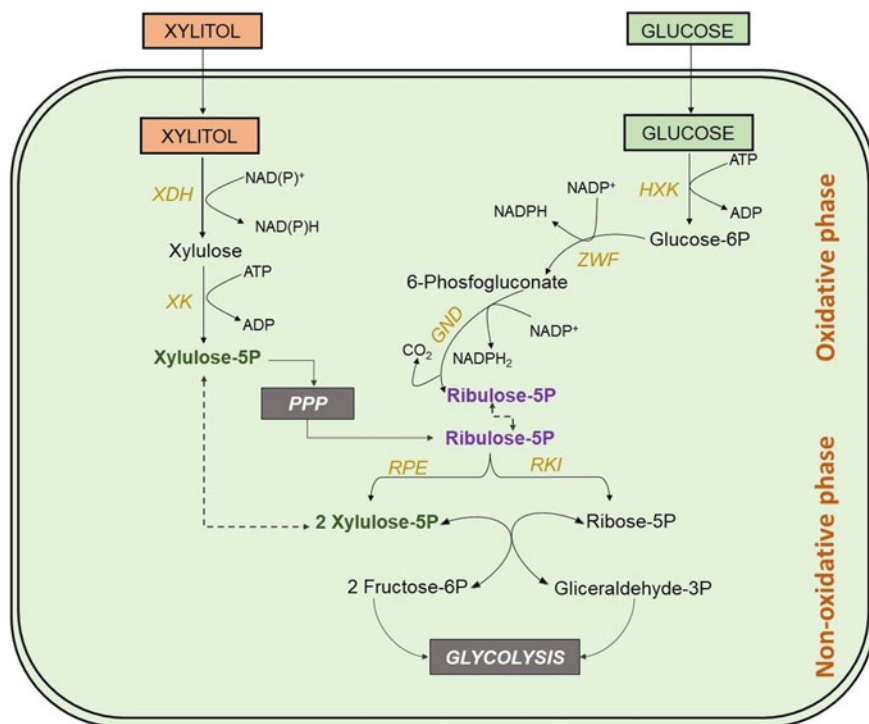 XYLITOL
GLUCOSE
XYLITOL
GLUCOSE
XDH
NAD(P)⁺
NAD(P)H
Xylulose
XK
ATP
ADP
Xylulose-5P
PPP
HXK
ATP
ADP
Glucose-6P
NADP⁺
NADPH
ZWF
6-Phosfogluconate
GND
NADP⁺
NADPH₂
CO₂
Ribulose-5P
Ribulose-5P
RPE
RKI
2 Xylulose-5P
Ribose-5P
2 Fructose-6P
Gliceraldehyde-3P
GLYCOLYSIS
Oxidative phase
Non-oxidative phase